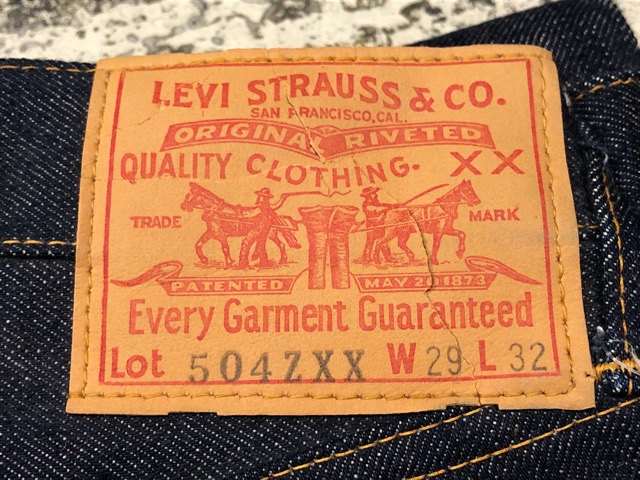 LEVI STRAUSS & CO.
SAN FRANCISCO, CAL.
ORIGINAL RIVETED
QUALITY CLOTHING. XX
TRADE MARK
PATENTED MAY 20 1873
Every Garment Guaranteed
Lot 504ZXX W 29 L 32